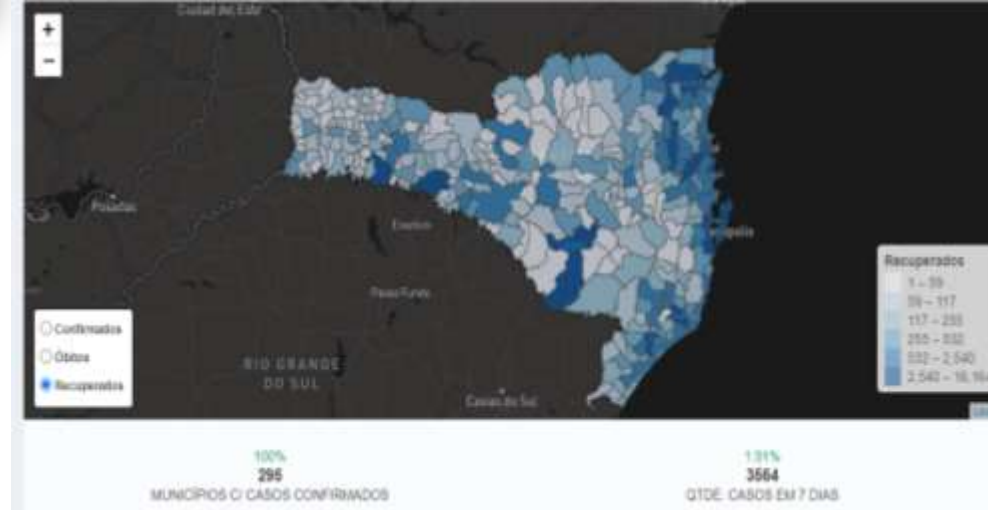 Ciudad del Este
+
−
Posadas
Erechim
Passo Fundo
RIO GRANDE
DO SUL
Caxias do Sul
Confirmados
Óbitos
Recuperados
Recuperados
1 – 59
59 – 117
117 – 255
255 – 532
532 – 2,540
100%
295
MUNICÍPIOS C/ CASOS CONFIRMADOS
3564
QTDE. CASOS EM 7 DIAS